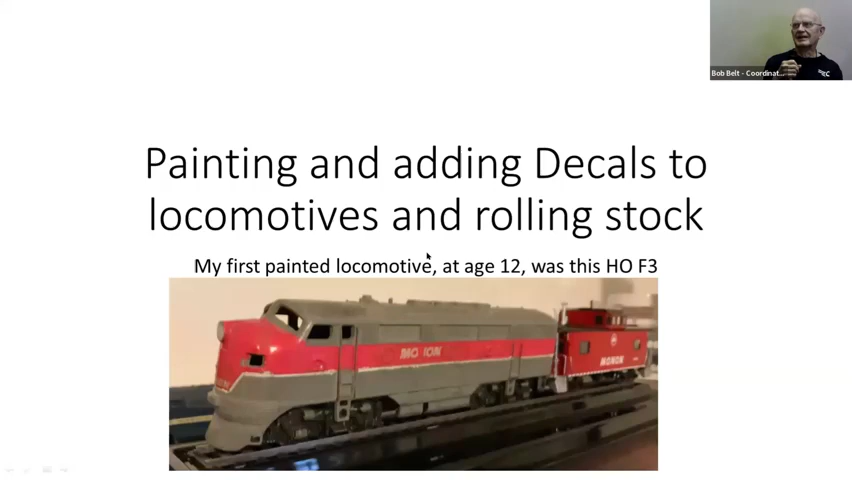 Bob Belt - Coordinat...
Painting and adding Decals to
locomotives and rolling stock
My first painted locomotive, at age 12, was this HO F3
MONON